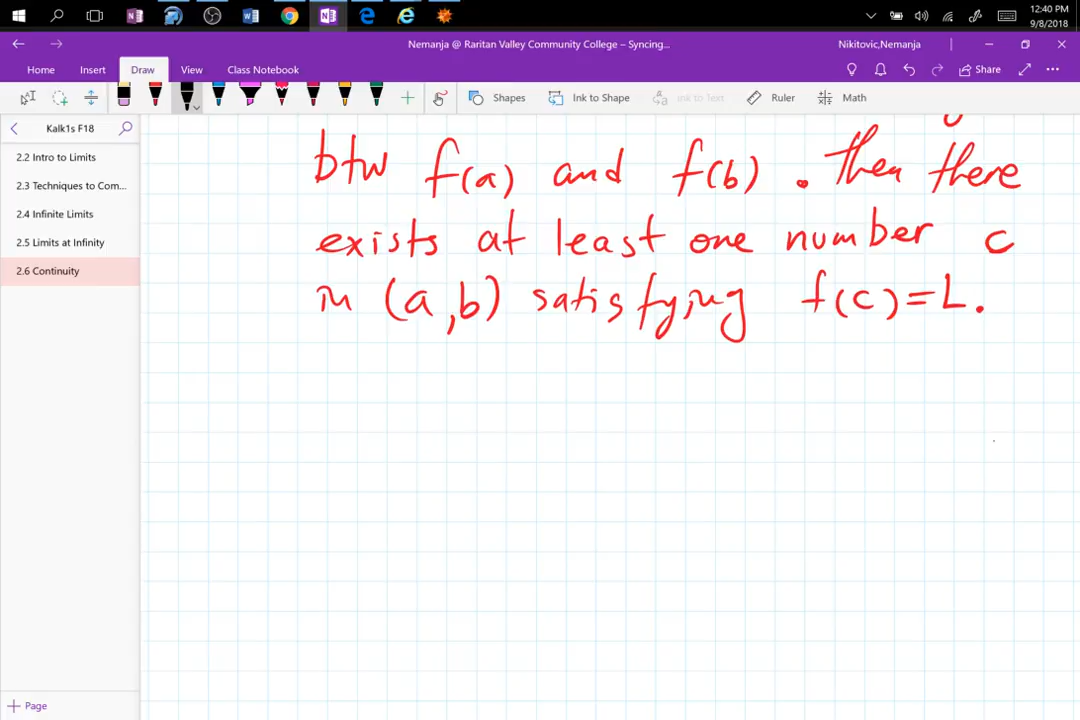 12:40 PM
9/8/2018
Nemanja @ Raritan Valley Community College – Syncing...
Nikitovic,Nemanja
Home Insert Draw View Class Notebook
Share
Shapes Ink to Shape Ink to Text Ruler Math
Kalk1s F18
2.2 Intro to Limits
2.3 Techniques to Com...
2.4 Infinite Limits
2.5 Limits at Infinity
2.6 Continuity
btw f(a) and f(b). Then there
exists at least one number c
in (a,b) satisfying f(c)=L.
+ Page